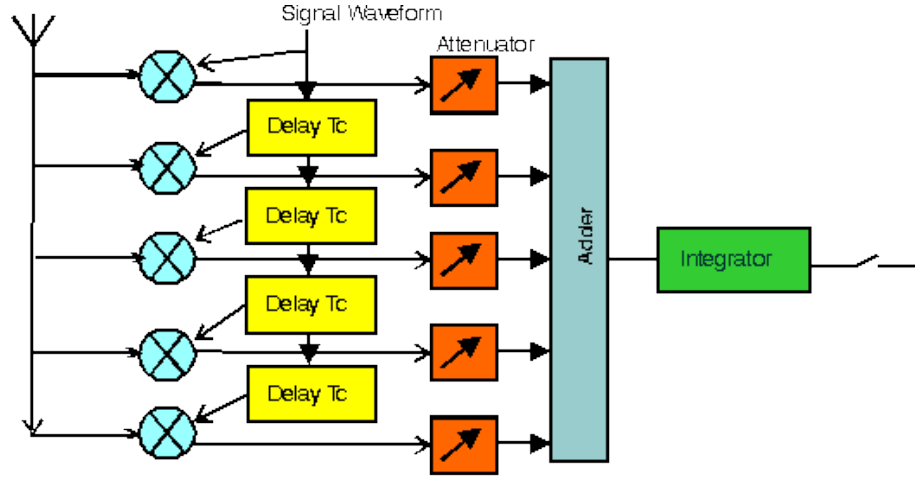 Signal Waveform
Attenuator
Delay Tc
Delay Tc
Adder
Integrator
Delay Tc
Delay Tc